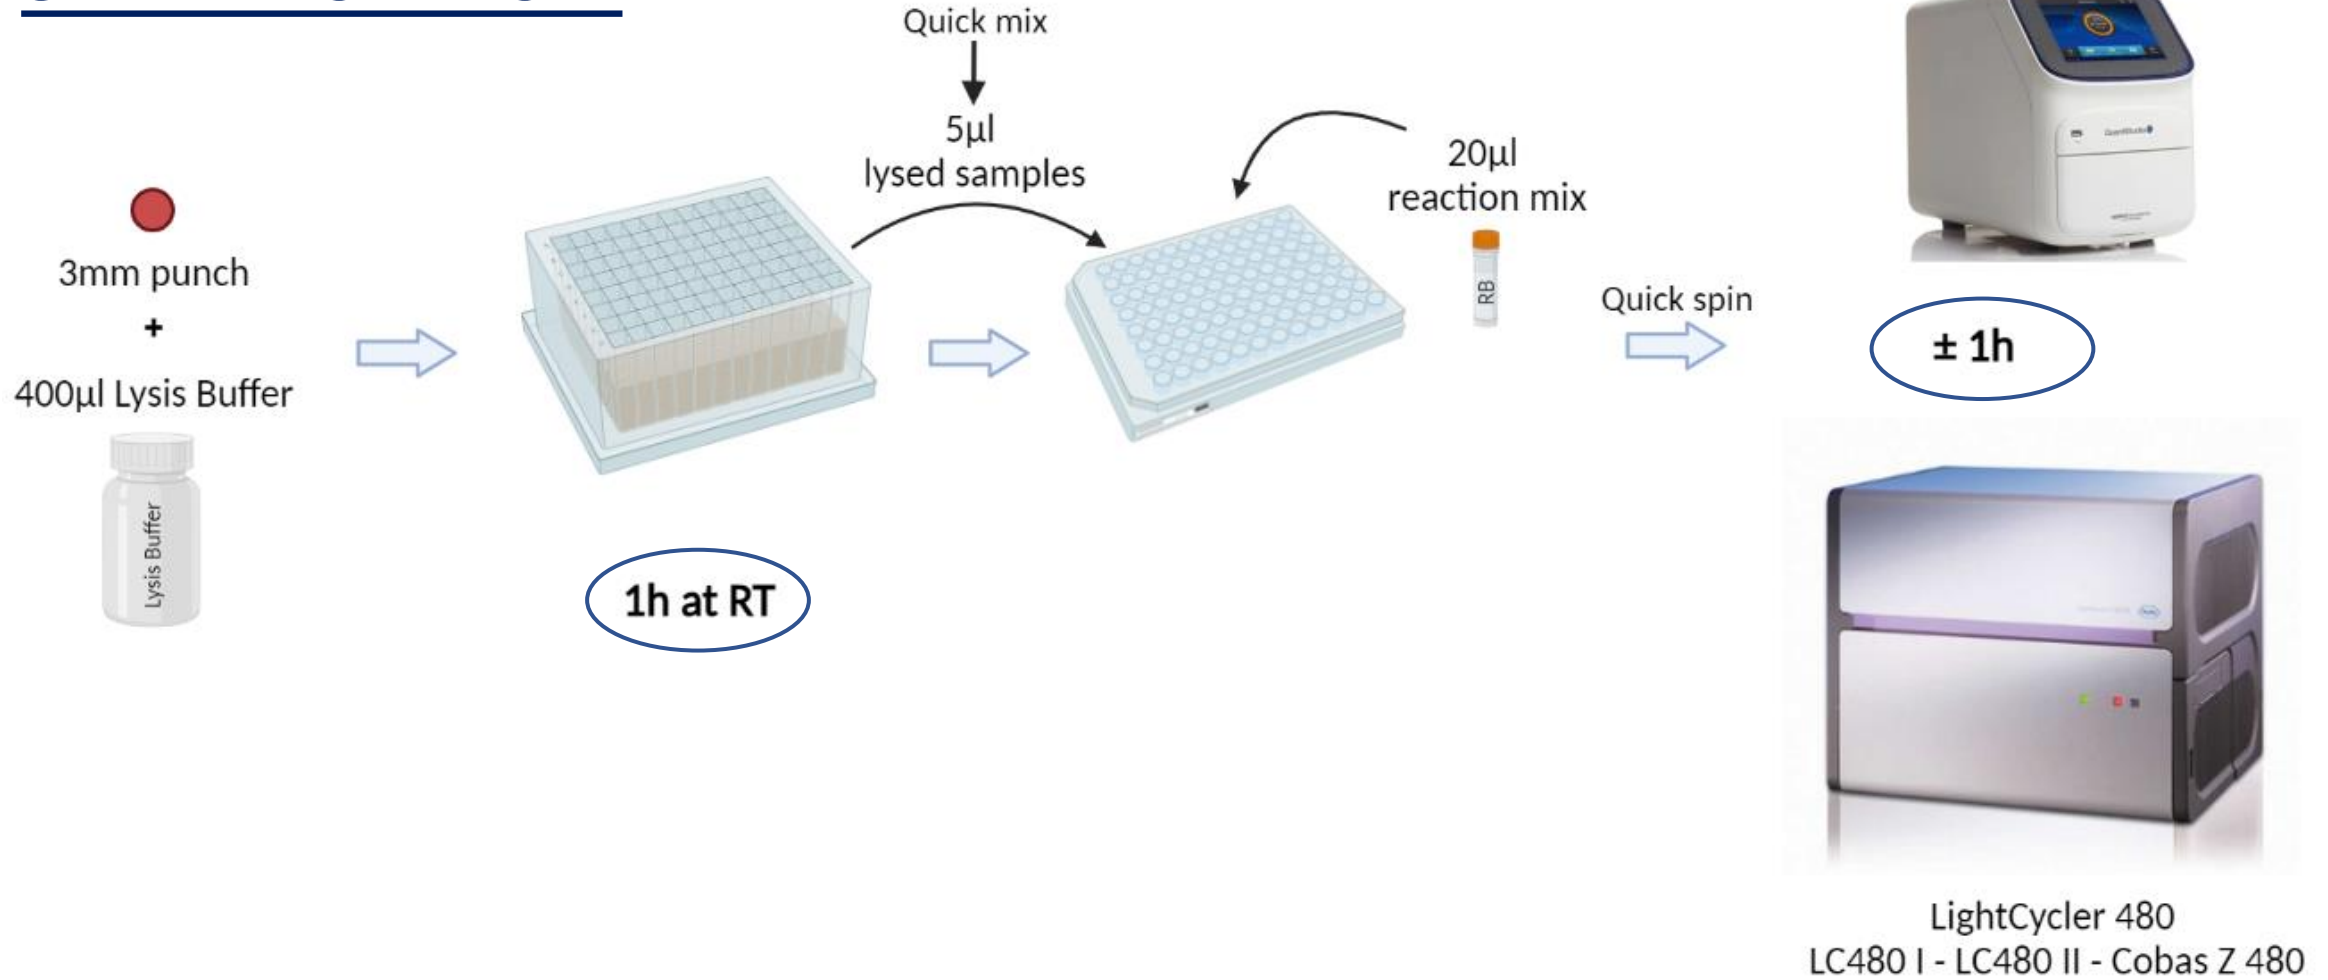 Quick mix
5µl
lysed samples
20µl
reaction mix
RB
3mm punch
+
400µl Lysis Buffer
Lysis Buffer
1h at RT
Quick spin
± 1h
LightCycler 480
LC480 I - LC480 II - Cobas Z 480